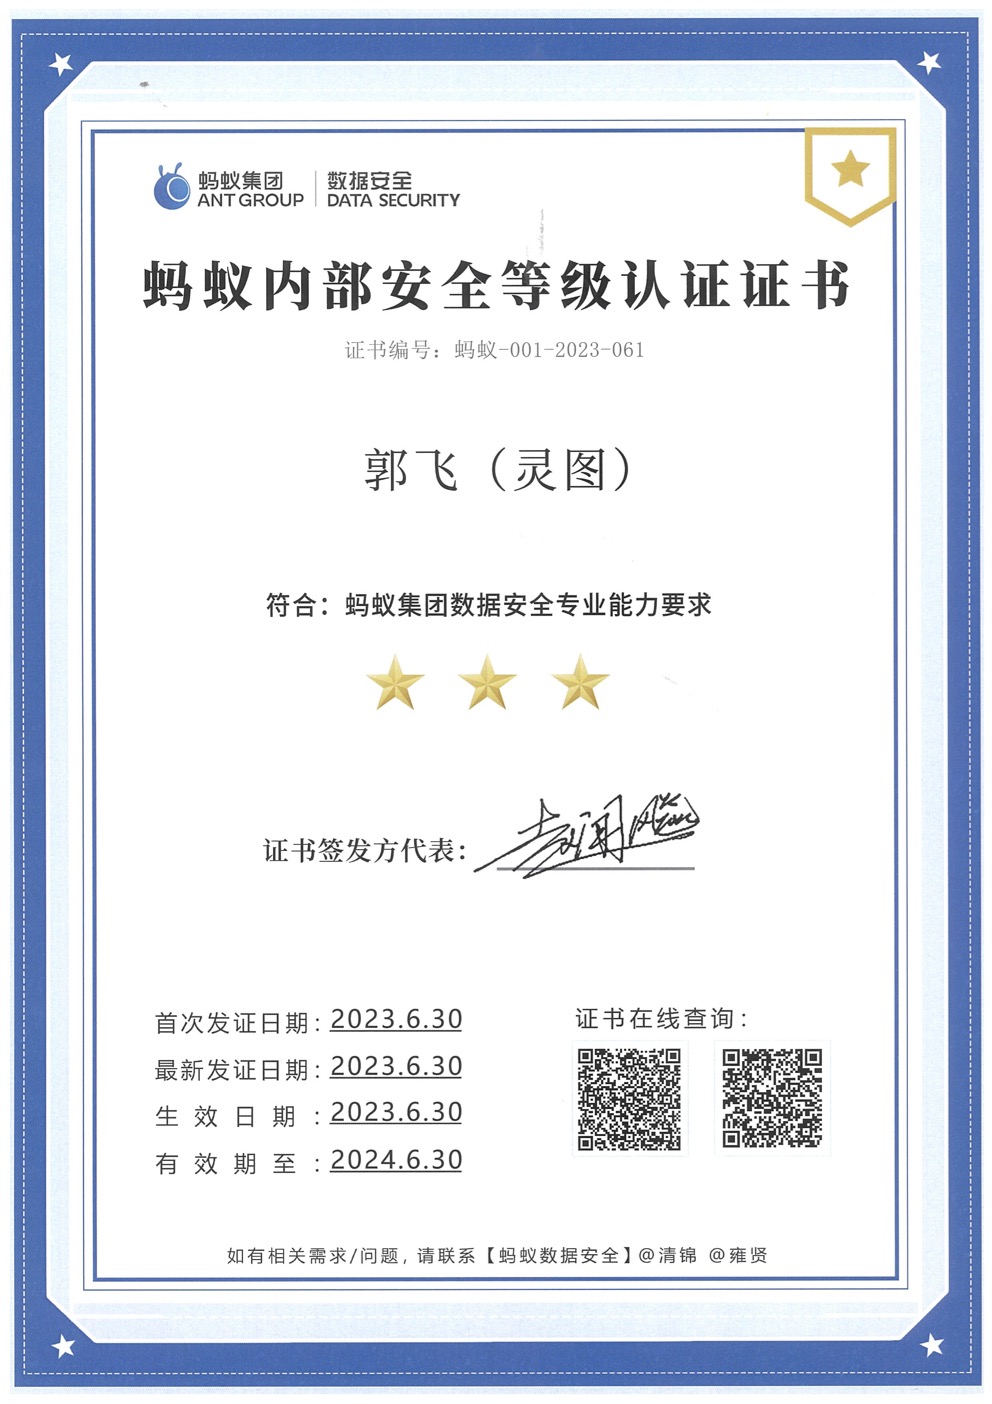 蚂蚁集团 数据安全
ANT GROUP DATA SECURITY
蚂蚁内部安全等级认证证书
证书编号：蚂蚁-001-2023-061
郭飞（灵图）
符合：蚂蚁集团数据安全专业能力要求
证书签发方代表：
首次发证日期：2023.6.30
最新发证日期：2023.6.30
生效日期：2023.6.30
有效期至：2024.6.30
证书在线查询：
如有相关需求/问题，请联系【蚂蚁数据安全】@清锦 @雍贤